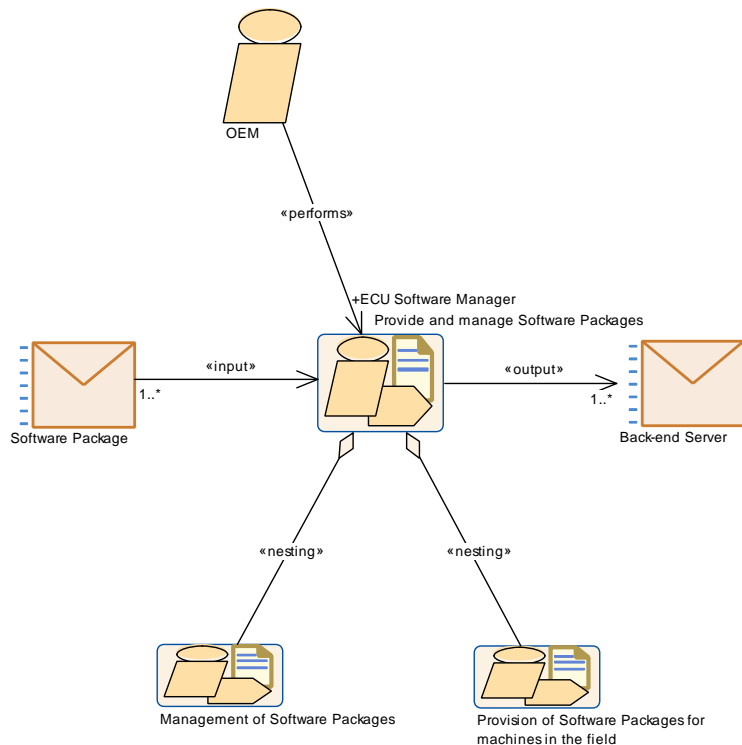 OEM
«performs»
+ECU Software Manager
Provide and manage Software Packages
«input»
«output»
1..*
1..*
Software Package
Back-end Server
«nesting»
«nesting»
Management of Software Packages
Provision of Software Packages for
machines in the field